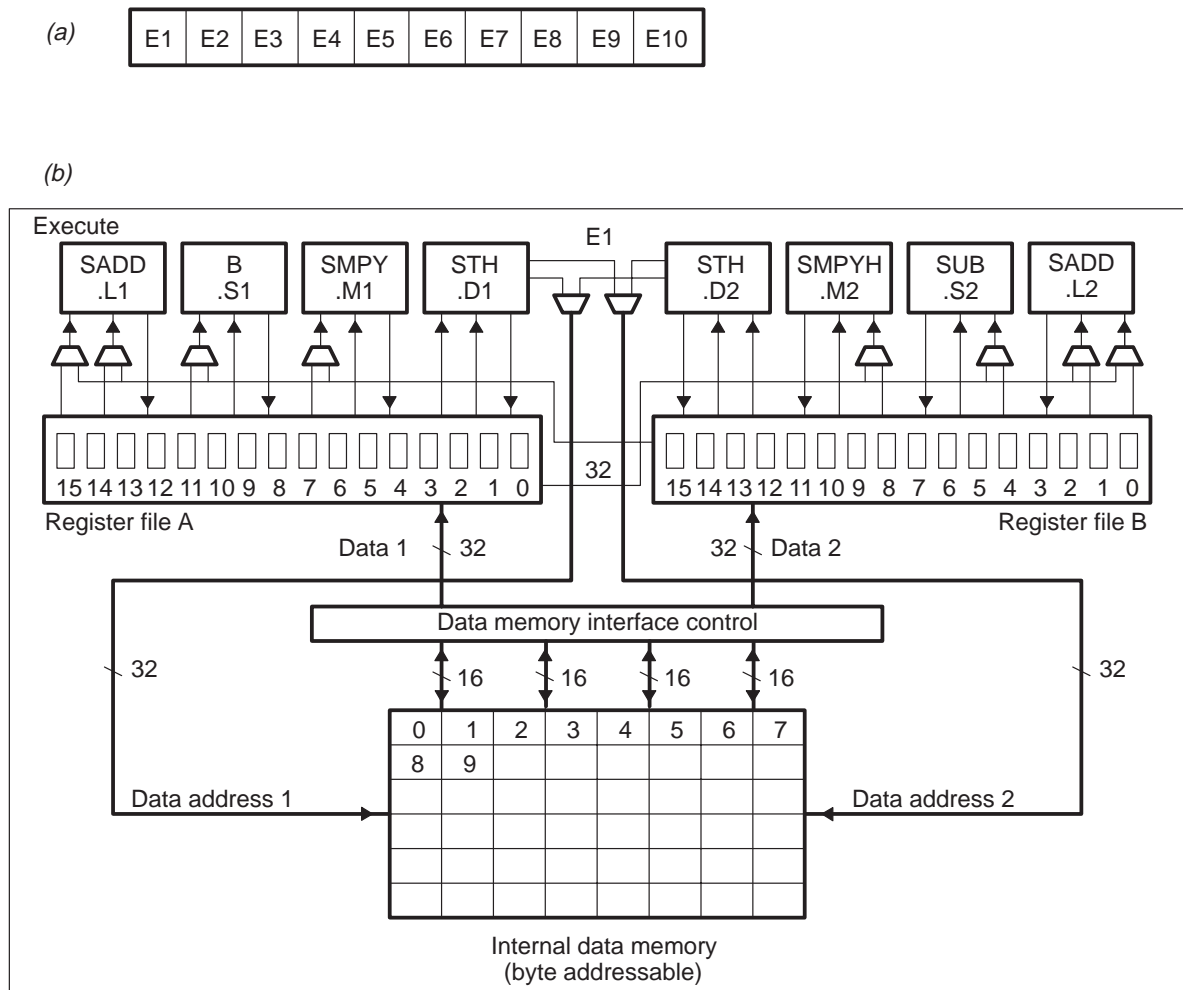 (a)
E1 E2 E3 E4 E5 E6 E7 E8 E9 E10
(b)
Execute
E1
SADD
.L1
B
.S1
SMPY
.M1
STH
.D1
STH
.D2
SMPYH
.M2
SUB
.S2
SADD
.L2
15 14 13 12 11 10 9 8 7 6 5 4 3 2 1 0
32
15 14 13 12 11 10 9 8 7 6 5 4 3 2 1 0
Register file A
Register file B
Data 1 32
32 Data 2
Data memory interface control
32
16 16 16 16
32
0 1 2 3 4 5 6 7
8 9
Data address 1
Data address 2
Internal data memory
(byte addressable)